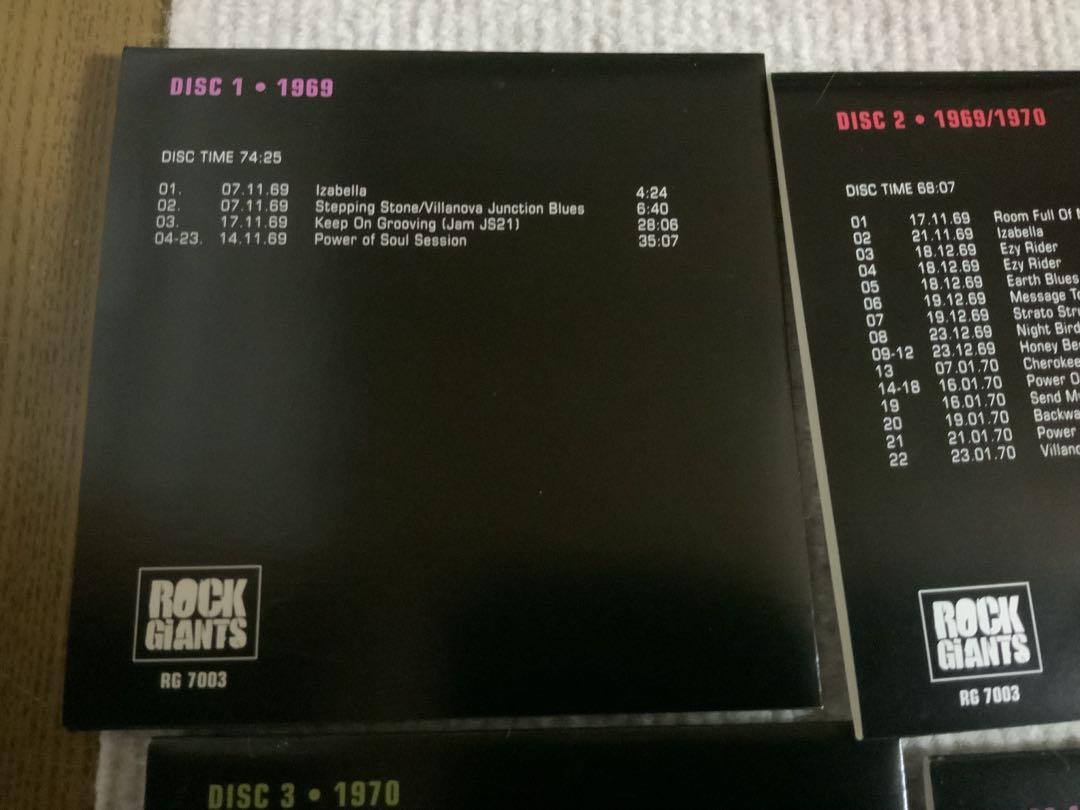 DISC 1 • 1969
DISC TIME 74:25
01. 07.11.69 Izabella 4:24
02. 07.11.69 Stepping Stone/Villanova Junction Blues 6:40
03. 17.11.69 Keep On Grooving (Jam JS21) 28:06
04-23. 14.11.69 Power of Soul Session 35:07
ROCK
GiANTS
RG 7003
DISC 2 • 1969/1970
DISC TIME 68:07
01 17.11.69 Room Full Of
02 21.11.69 Izabella
03 18.12.69 Ezy Rider
04 18.12.69 Ezy Rider
05 18.12.69 Earth Blues
06 19.12.69 Message
07 19.12.69 Strato
08 23.12.69 Night Bird
09-12 23.12.69 Honey
13 07.01.70 Cherokee
14-18 16.01.70 Power
19 16.01.70 Send
20 19.01.70
21 21.01.70 Power
22 23.01.70
ROCK
GiANTS
RG 7003
DISC 3 • 1970